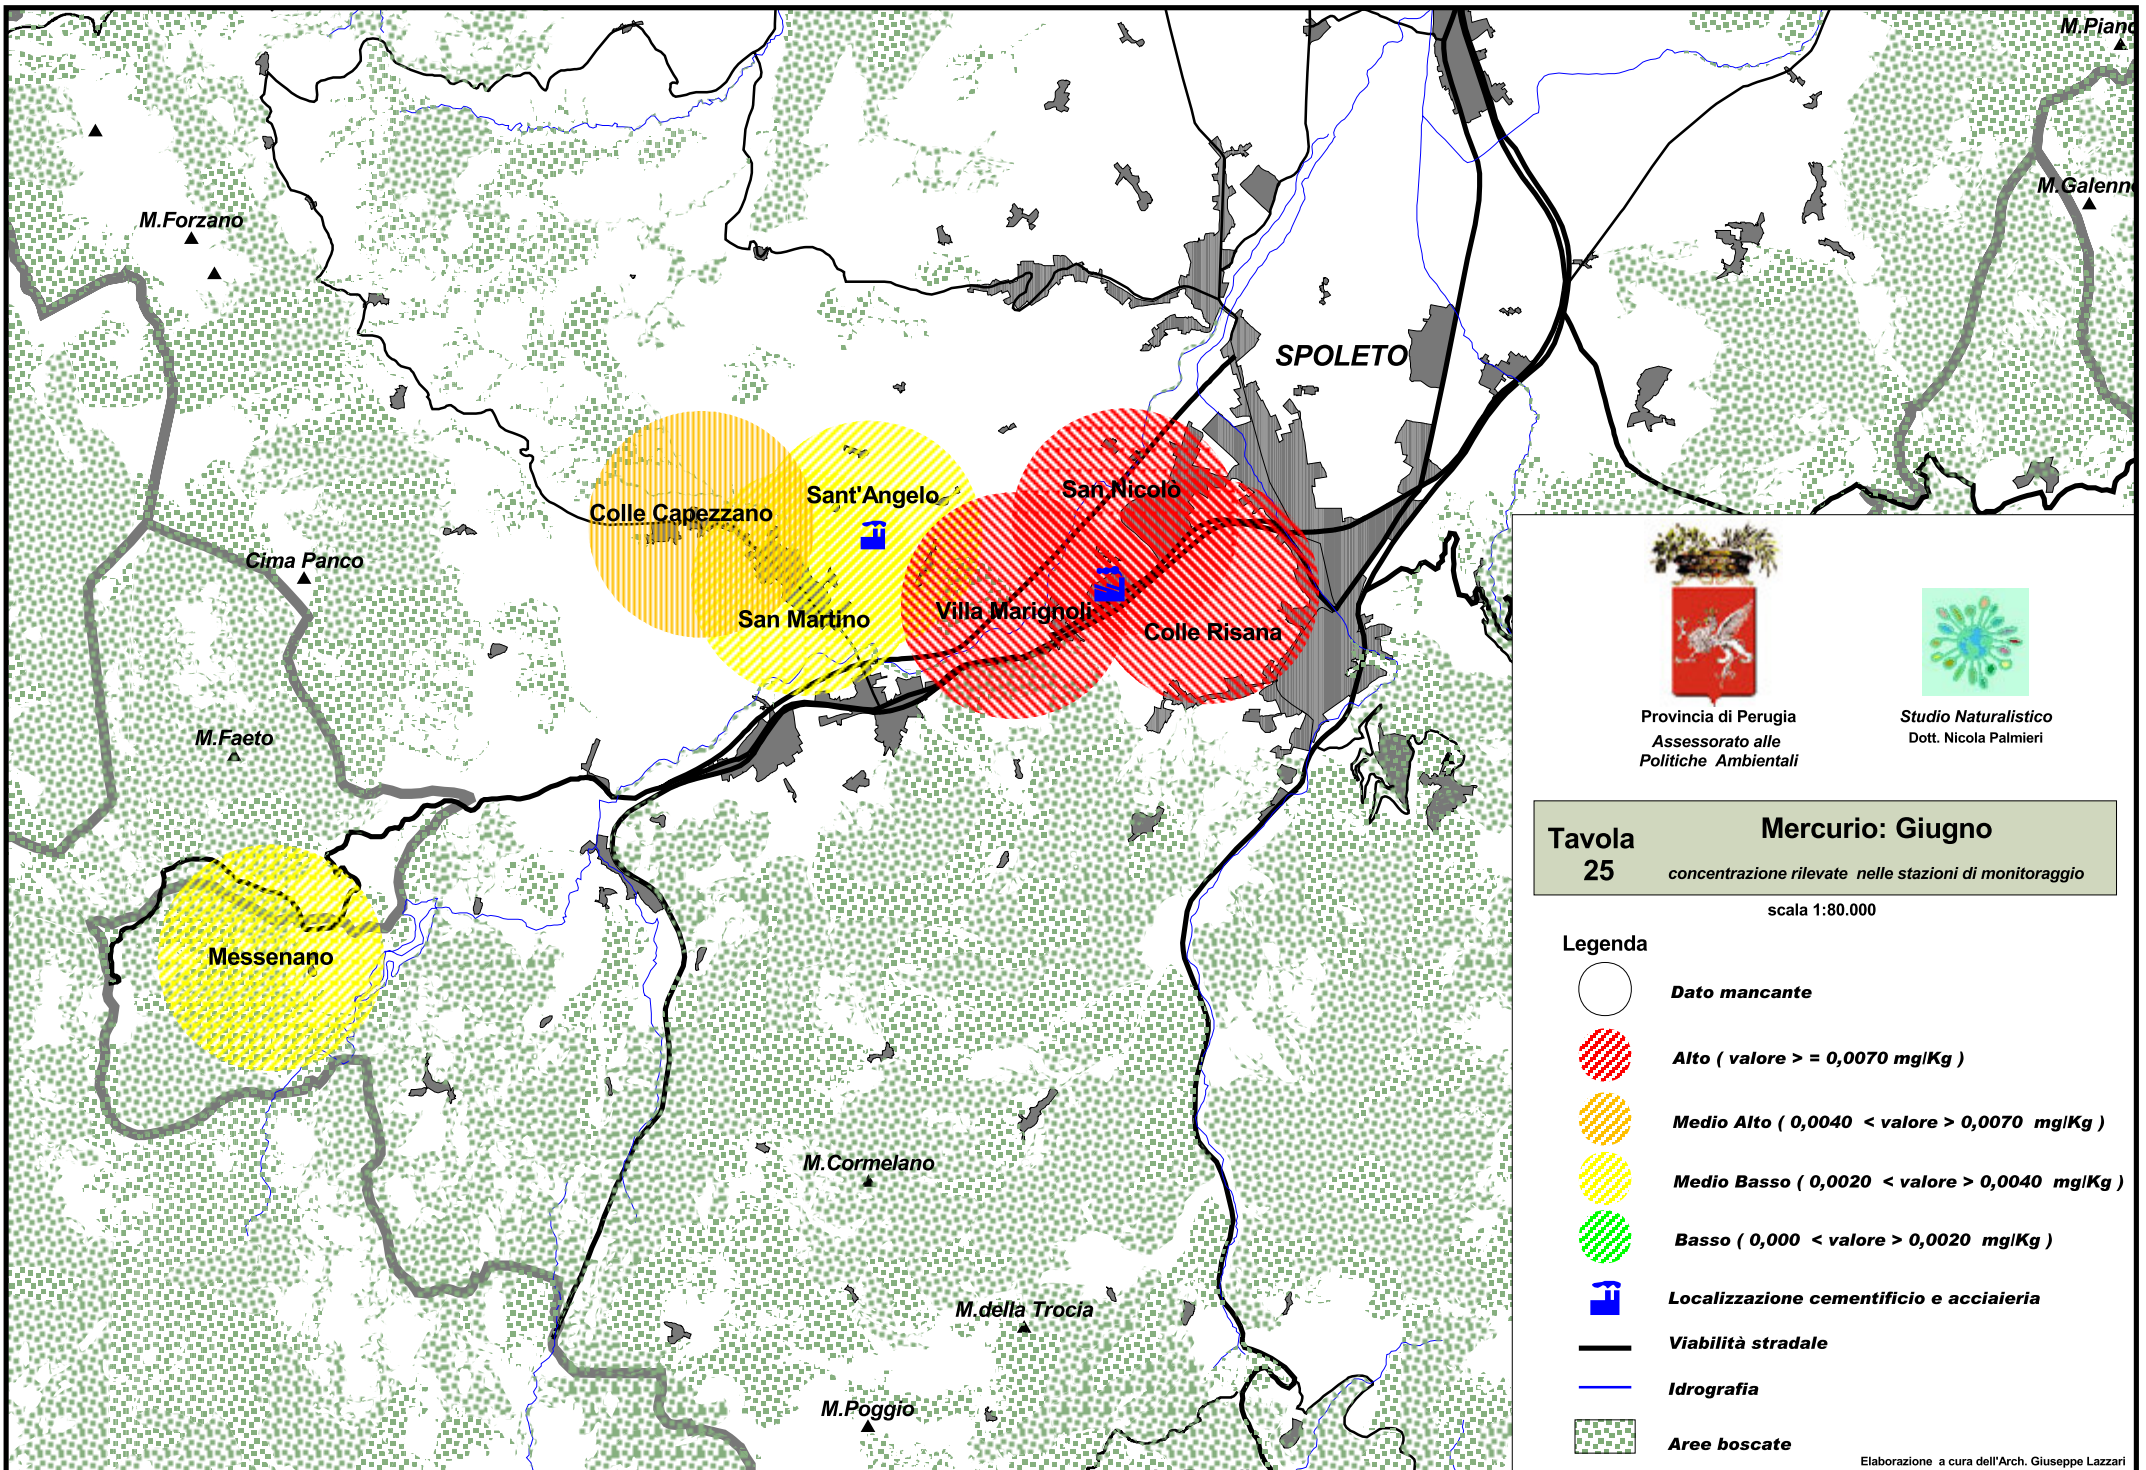 M.Forzano
M.Galenn
SPOLETO
Sant'Angelo
San Nicolò
Colle Capezzano
Cima Panco
San Martino
Villa Marignoli
Colle Risana
M.Faeto
Messenano
M.Cormelano
M.della Trocia
M.Poggio
Provincia di Perugia
Assessorato alle
Politiche Ambientali
Studio Naturalistico
Dott. Nicola Palmieri
Tavola
25
Mercurio: Giugno
concentrazione rilevate nelle stazioni di monitoraggio
scala 1:80.000
Legenda
Dato mancante
Alto ( valore > = 0,0070 mg/Kg )
Medio Alto ( 0,0040 < valore > 0,0070 mg/Kg )
Medio Basso ( 0,0020 < valore > 0,0040 mg/Kg )
Basso ( 0,000 < valore > 0,0020 mg/Kg )
Localizzazione cementificio e acciaieria
Viabilità stradale
Idrografia
Aree boscate
Elaborazione a cura dell'Arch. Giuseppe Lazzari